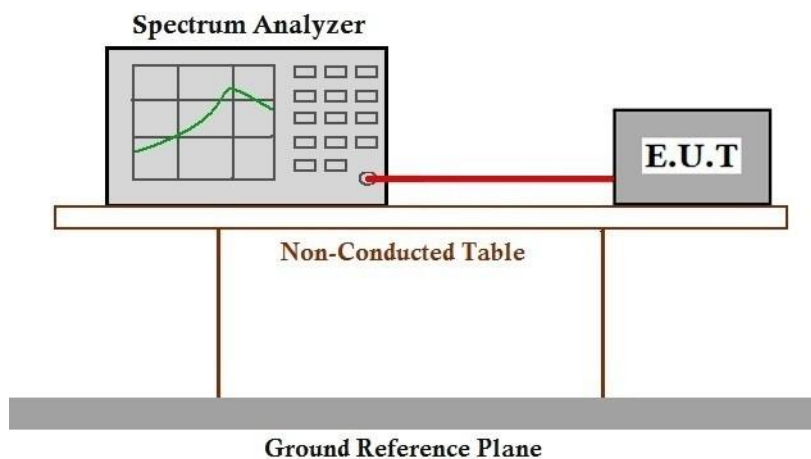 Spectrum Analyzer
E.U.T
Non-Conducted Table
Ground Reference Plane